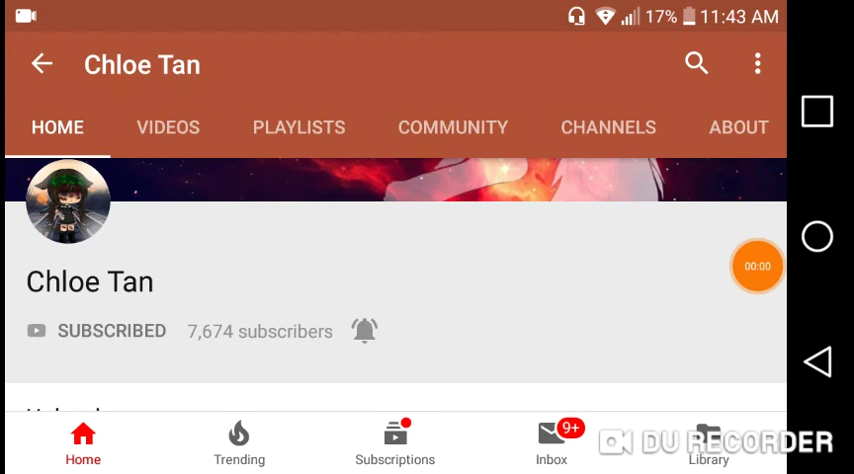 17% 11:43 AM
Chloe Tan
HOME VIDEOS PLAYLISTS COMMUNITY CHANNELS ABOUT
00:00
Chloe Tan
SUBSCRIBED 7,674 subscribers
9+
DU RECORDER
Home Trending Subscriptions Inbox Library